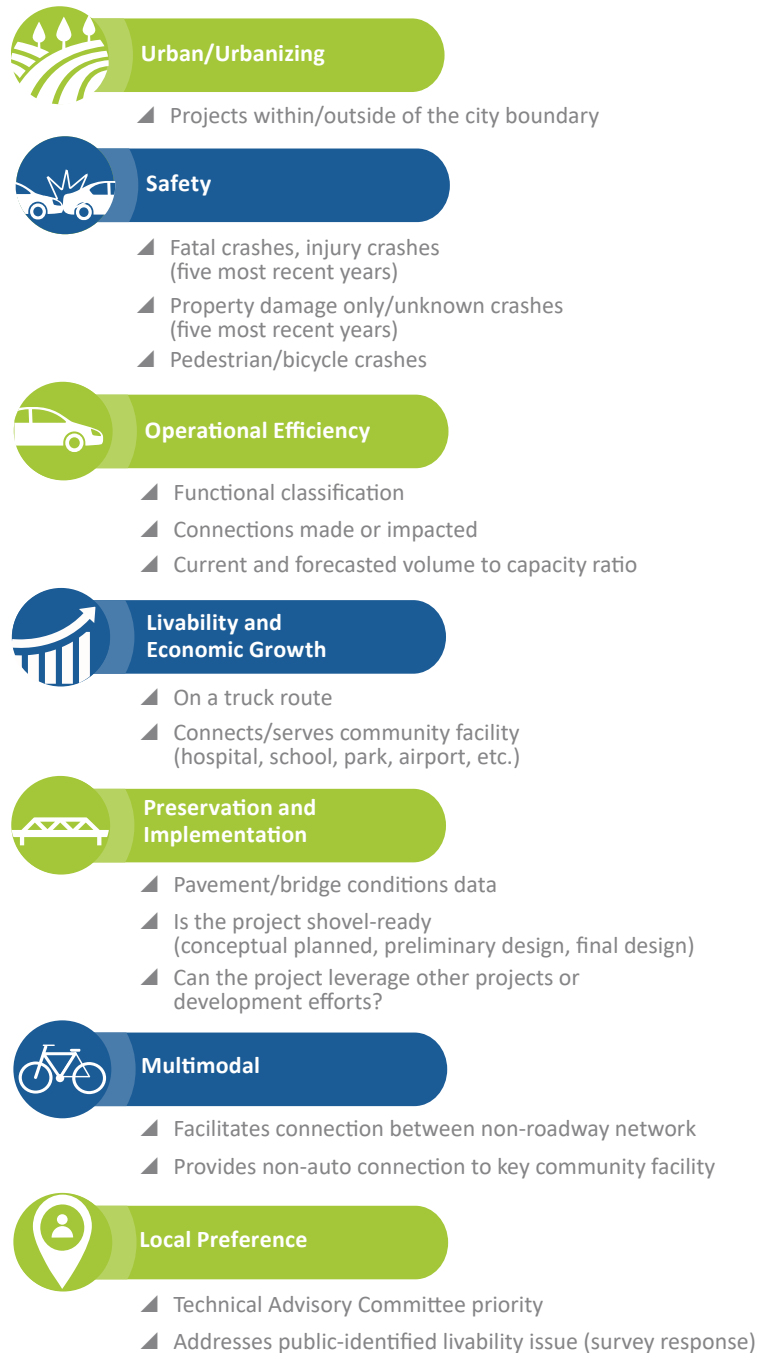 Urban/Urbanizing
Projects within/outside of the city boundary
Safety
Fatal crashes, injury crashes
(five most recent years)
Property damage only/unknown crashes
(five most recent years)
Pedestrian/bicycle crashes
Operational Efficiency
Functional classification
Connections made or impacted
Current and forecasted volume to capacity ratio
Livability and
Economic Growth
On a truck route
Connects/serves community facility
(hospital, school, park, airport, etc.)
Preservation and
Implementation
Pavement/bridge conditions data
Is the project shovel-ready
(conceptual planned, preliminary design, final design)
Can the project leverage other projects or
development efforts?
Multimodal
Facilitates connection between non-roadway network
Provides non-auto connection to key community facility
Local Preference
Technical Advisory Committee priority
Addresses public-identified livability issue (survey response)